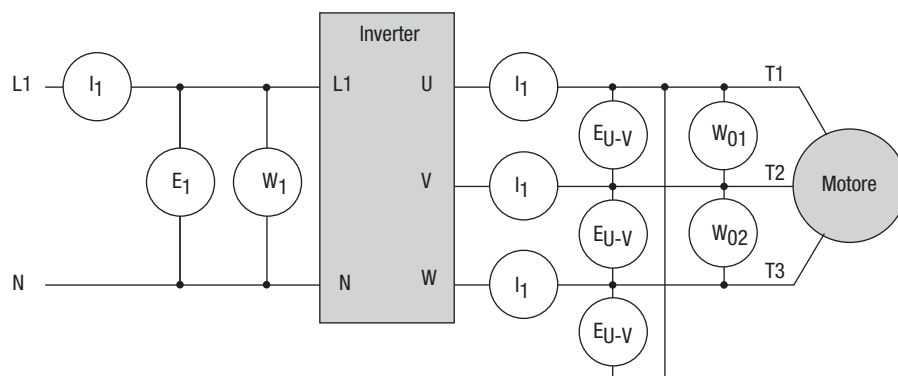 Inverter
L1 I1 L1 U I1 T1
EU-V W01
E1 W1 V I1 T2 Motore
EU-V W02
N N W I1 T3
EU-V